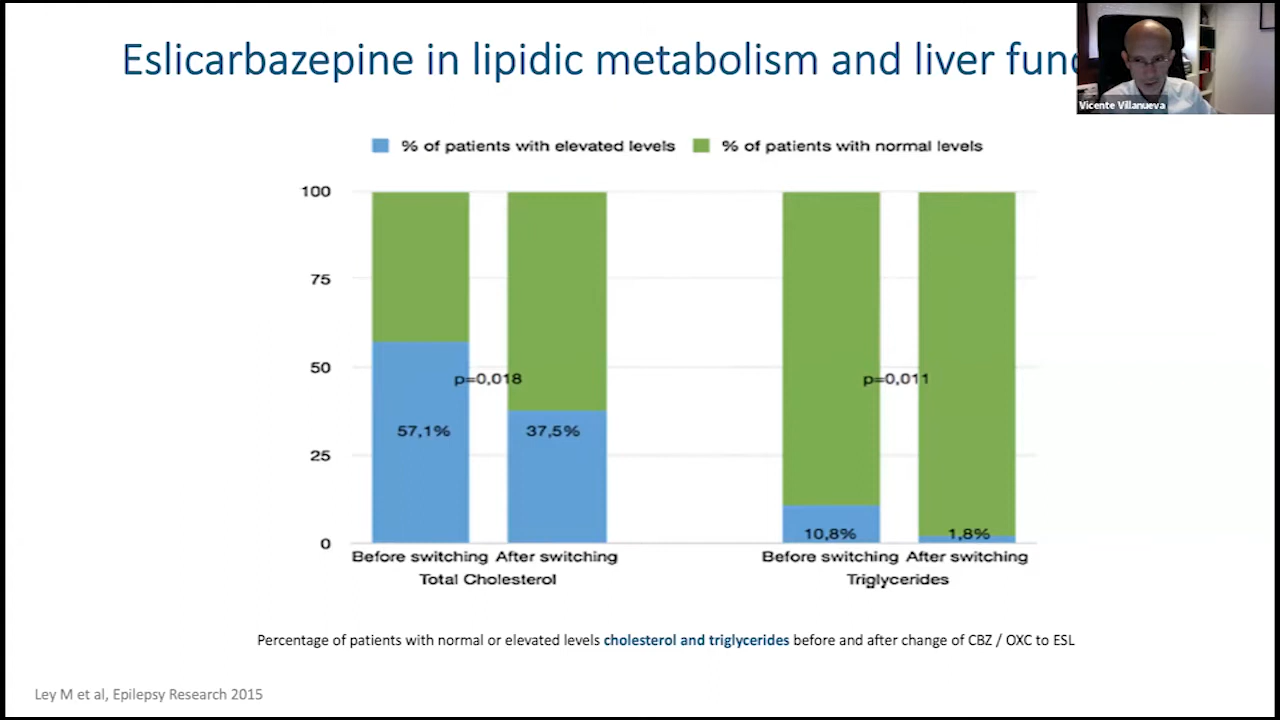 Eslicarbazepine in lipidic metabolism and liver func
Vicente Villanueva
% of patients with elevated levels % of patients with normal levels
100
75
50
25
0
p=0,018
p=0,011
57,1%
37,5%
10,8%
1,8%
Before switching After switching
Total Cholesterol
Before switching After switching
Triglycerides
Percentage of patients with normal or elevated levels cholesterol and triglycerides before and after change of CBZ / OXC to ESL
Ley M et al, Epilepsy Research 2015